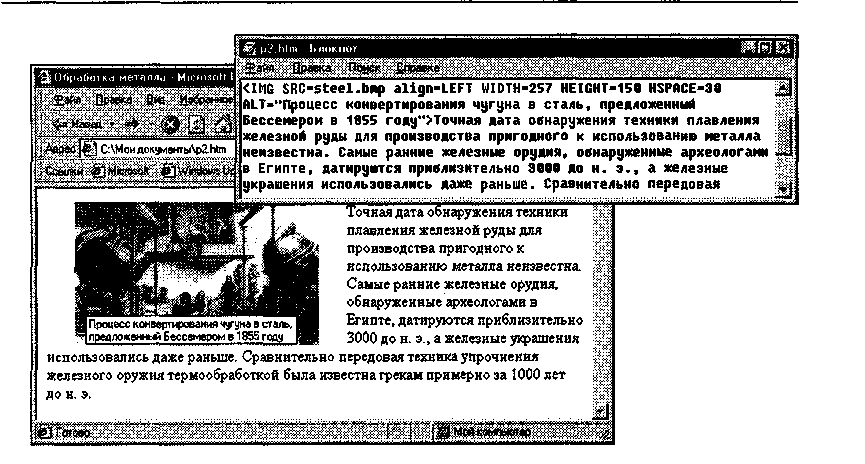 p2.htm - Блокнот
Файл Правка Поиск Справка
<IMG SRC=steel.bmp align=LEFT WIDTH=257 HEIGHT=150 HSPACE=30
ALT="Процесс конвертирования чугуна в сталь, предложенный
Бессемером в 1855 году">Точная дата обнаружения техники плавления
железной руды для производства пригодного к использованию металла
неизвестна. Самые ранние железные орудия, обнаруженные археологами
в Египте, датируются приблизительно 3000 до н. э., а железные
украшения использовались даже раньше. Сравнительно передовая
Обработка металла - Microsoft
Файл Правка Вид Избранное
Назад
Адрес C:\Мои документы\p2.htm
Ссылки Microsoft Windows
Точная дата обнаружения техники
плавления железной руды для
производства пригодного к
использованию металла неизвестна.
Самые ранние железные орудия,
обнаруженные археологами в
Египте, датируются приблизительно
3000 до н. э., а железные украшения
Процесс конвертирования чугуна в сталь,
предложенный Бессемером в 1855 году
использовались даже раньше. Сравнительно передовая техника упрочнения
железного оружия термообработкой была известна грекам примерно за 1000 лет
до н. э.
Готово
Мой компьютер